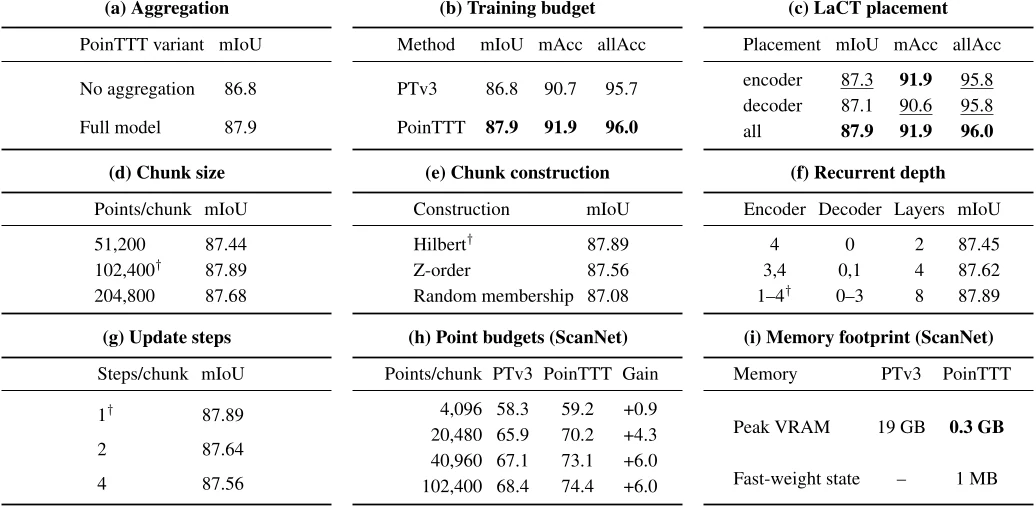 (a) Aggregation
PoinTTT variant mIoU
No aggregation 86.8
Full model 87.9
(b) Training budget
Method mIoU mAcc allAcc
PTv3 86.8 90.7 95.7
PoinTTT 87.9 91.9 96.0
(c) LaCT placement
Placement mIoU mAcc allAcc
encoder 87.3 91.9 95.8
decoder 87.1 90.6 95.8
all 87.9 91.9 96.0
(d) Chunk size
Points/chunk mIoU
51,200 87.44
102,400† 87.89
204,800 87.68
(e) Chunk construction
Construction mIoU
Hilbert† 87.89
Z-order 87.56
Random membership 87.08
(f) Recurrent depth
Encoder Decoder Layers mIoU
4 0 2 87.45
3,4 0,1 4 87.62
1–4† 0–3 8 87.89
(g) Update steps
Steps/chunk mIoU
1† 87.89
2 87.64
4 87.56
(h) Point budgets (ScanNet)
Points/chunk PTv3 PoinTTT Gain
4,096 58.3 59.2 +0.9
20,480 65.9 70.2 +4.3
40,960 67.1 73.1 +6.0
102,400 68.4 74.4 +6.0
(i) Memory footprint (ScanNet)
Memory PTv3 PoinTTT
Peak VRAM 19 GB 0.3 GB
Fast-weight state – 1 MB